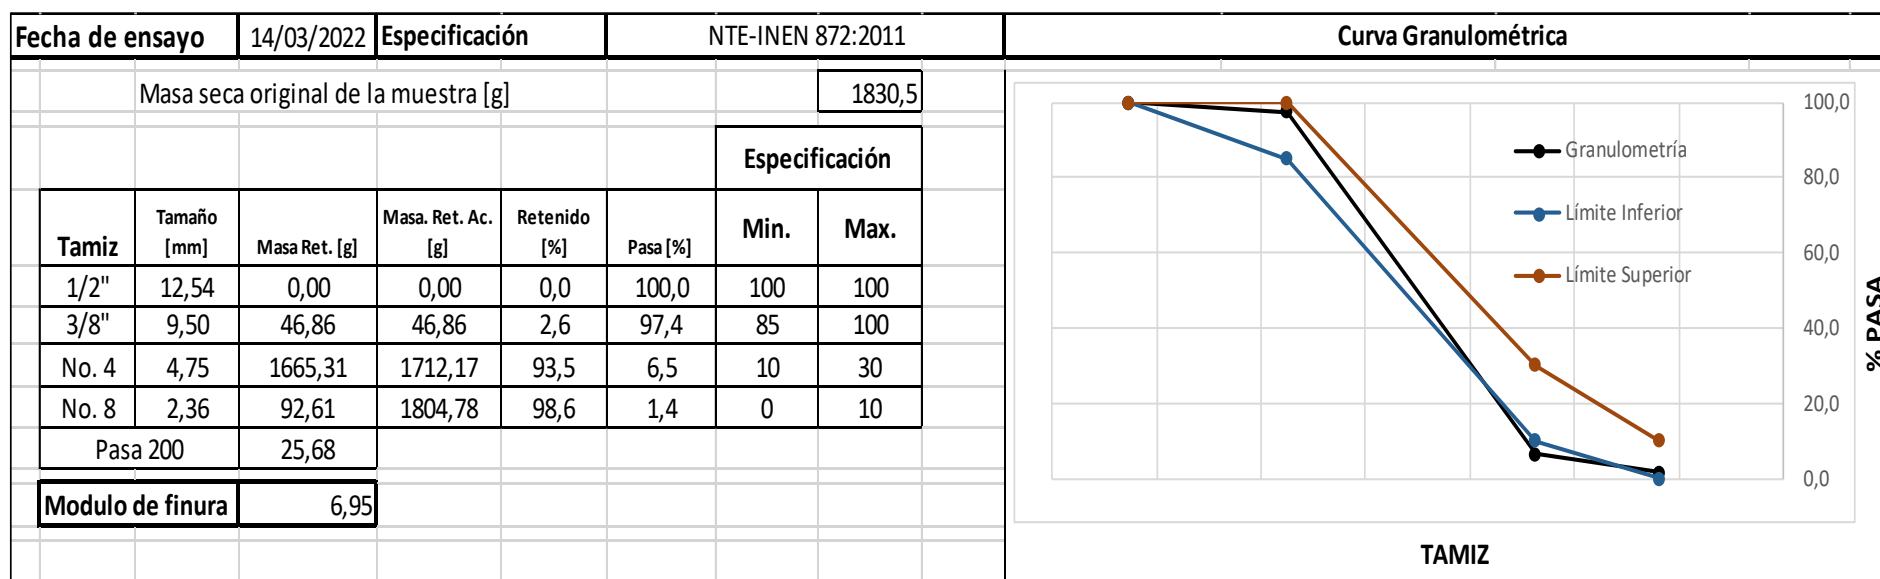 Fecha de ensayo 14/03/2022 Especificación NTE-INEN 872:2011 Curva Granulométrica
Masa seca original de la muestra [g] 1830,5
Especificación
Tamiz Tamaño [mm] Masa Ret. [g] Masa. Ret. Ac. [g] Retenido [%] Pasa [%] Min. Max.
1/2" 12,54 0,00 0,00 0,0 100,0 100 100
3/8" 9,50 46,86 46,86 2,6 97,4 85 100
No. 4 4,75 1665,31 1712,17 93,5 6,5 10 30
No. 8 2,36 92,61 1804,78 98,6 1,4 0 10
Pasa 200 25,68
Modulo de finura 6,95
100,0
80,0
60,0
40,0
20,0
0,0
Granulometría
Límite Inferior
Límite Superior
% PASA
TAMIZ